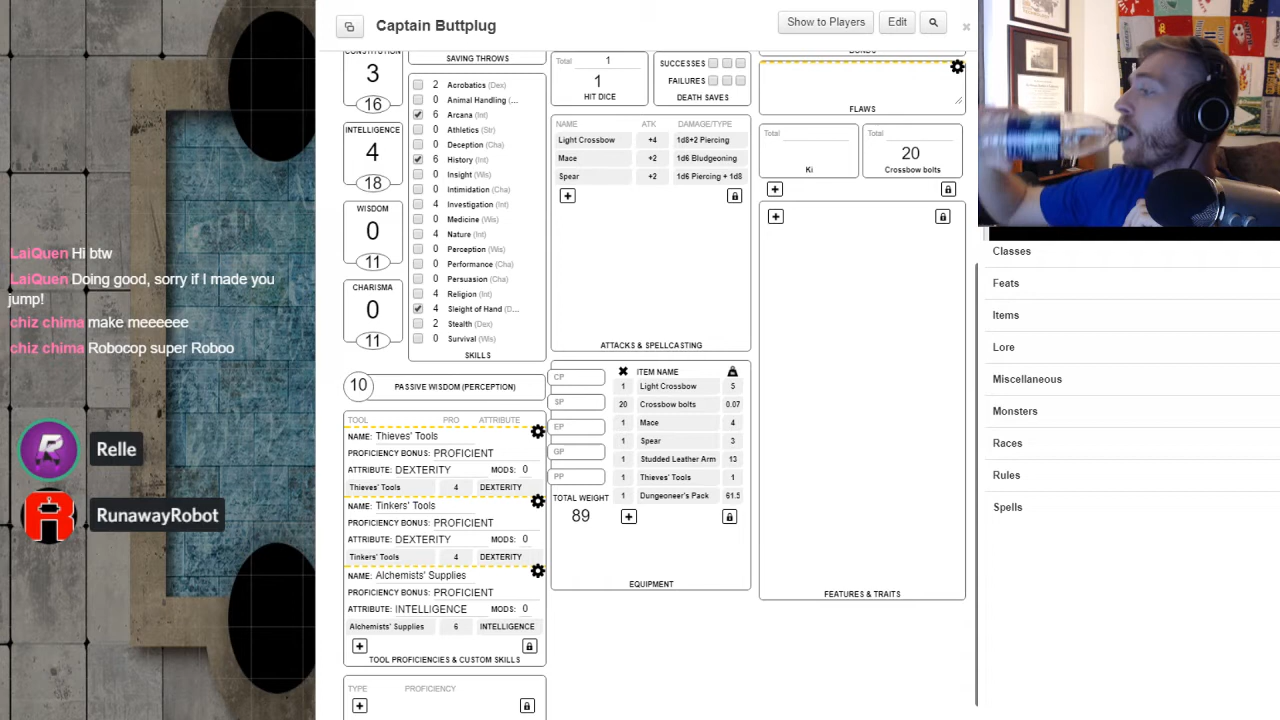 Captain Buttplug
Show to Players
Edit
CONSTITUTION
3
16
INTELLIGENCE
4
18
WISDOM
0
11
CHARISMA
0
11
SAVING THROWS
2 Acrobatics (Dex)
0 Animal Handling (...
6 Arcana (Int)
0 Athletics (Str)
0 Deception (Cha)
6 History (Int)
0 Insight (Wis)
0 Intimidation (Cha)
4 Investigation (Int)
0 Medicine (Wis)
4 Nature (Int)
0 Perception (Wis)
0 Performance (Cha)
0 Persuasion (Cha)
4 Religion (Int)
4 Sleight of Hand (D...
2 Stealth (Dex)
0 Survival (Wis)
SKILLS
10 PASSIVE WISDOM (PERCEPTION)
TOOL PRO ATTRIBUTE
NAME: Thieves' Tools
PROFICIENCY BONUS: PROFICIENT
ATTRIBUTE: DEXTERITY MODS: 0
Thieves' Tools 4 DEXTERITY
NAME: Tinkers' Tools
PROFICIENCY BONUS: PROFICIENT
ATTRIBUTE: DEXTERITY MODS: 0
Tinkers' Tools 4 DEXTERITY
NAME: Alchemists' Supplies
PROFICIENCY BONUS: PROFICIENT
ATTRIBUTE: INTELLIGENCE MODS: 0
Alchemists' Supplies 6 INTELLIGENCE
TOOL PROFICIENCIES & CUSTOM SKILLS
TYPE PROFICIENCY
Total 1
1
HIT DICE
SUCCESSES
FAILURES
DEATH SAVES
NAME ATK DAMAGE/TYPE
Light Crossbow +4 1d8+2 Piercing
Mace +2 1d6 Bludgeoning
Spear +2 1d6 Piercing + 1d8
ATTACKS & SPELLCASTING
CP
SP
EP
GP
PP
TOTAL WEIGHT
89
ITEM NAME
1 Light Crossbow 5
20 Crossbow bolts 0.07
1 Mace 4
1 Spear 3
1 Studded Leather Arm 13
1 Thieves' Tools 1
1 Dungeoneer's Pack 61.5
EQUIPMENT
BONDS
FLAWS
Total
Ki
Total
20
Crossbow bolts
FEATURES & TRAITS
Classes
Feats
Items
Lore
Miscellaneous
Monsters
Races
Rules
Spells
LaiQuen Hi btw
LaiQuen Doing good, sorry if I made you
jump!
chiz chima make meeeeee
chiz chima Robocop super Roboo
Relle
RunawayRobot